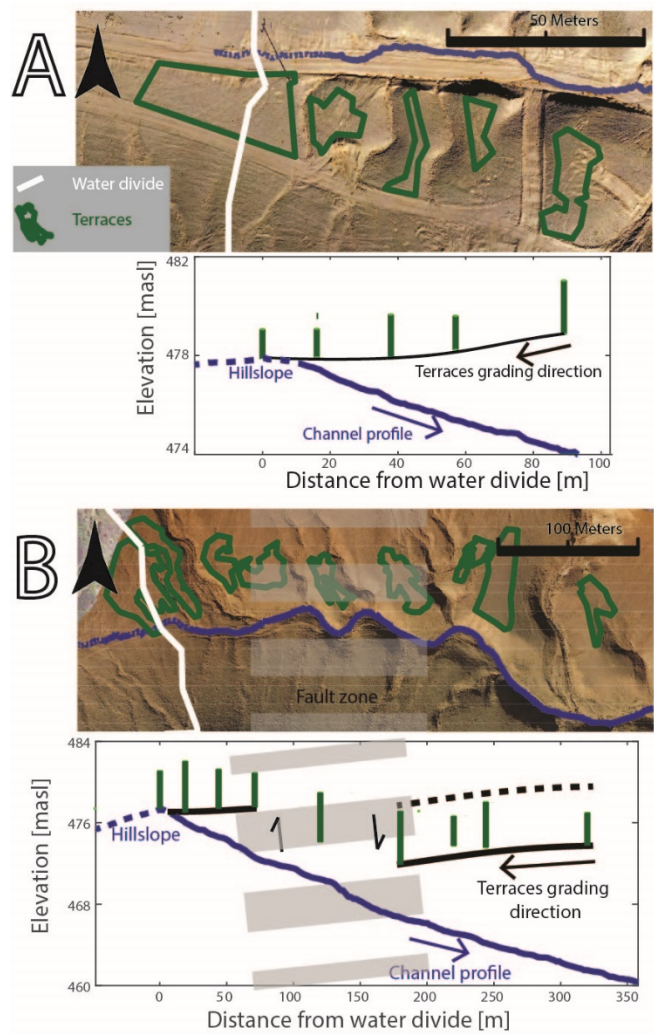 A
50 Meters
Water divide
Terraces
482
478
474
Elevation [masl]
Hillslope
Terraces grading direction
Channel profile
0
20
40
60
80
100
Distance from water divide [m]
B
100 Meters
Fault zone
484
476
468
460
Elevation [masl]
Hillslope
Terraces grading
direction
Channel profile
0
50
100
150
200
250
300
350
Distance from water divide [m]